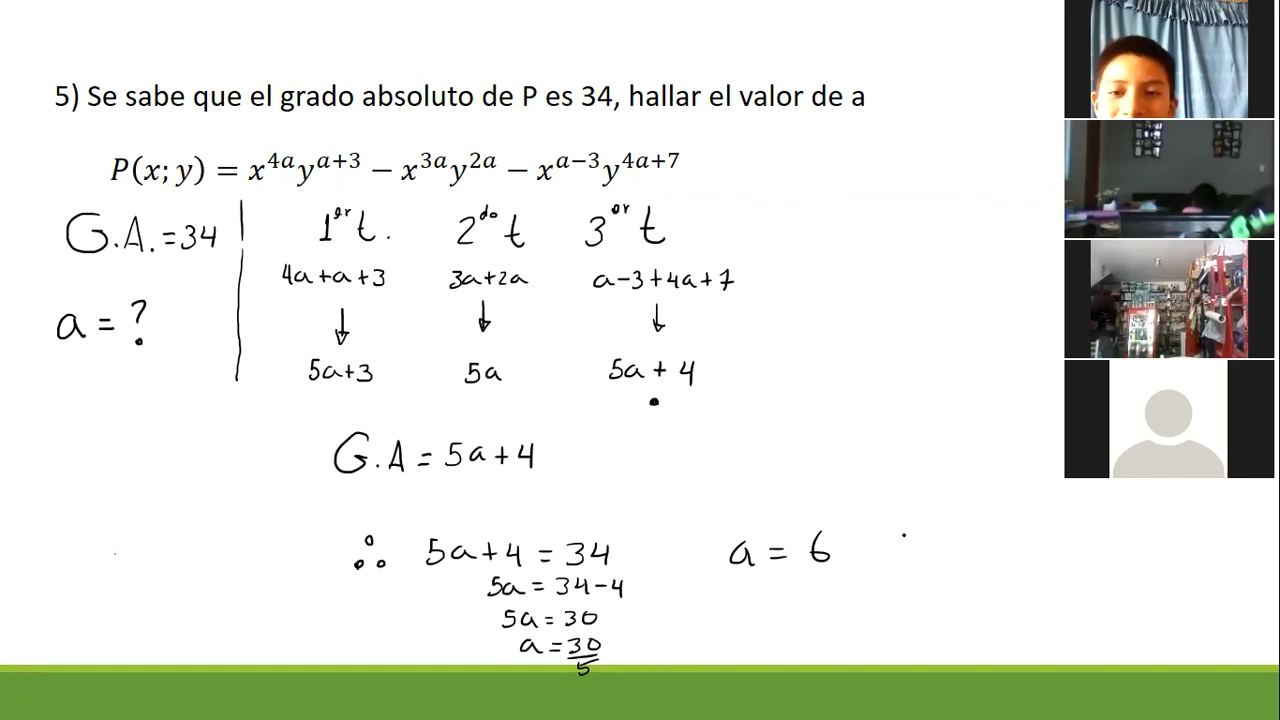 5) Se sabe que el grado absoluto de P es 34, hallar el valor de a
P(x; y) = x^{4a}y^{a+3} − x^{3a}y^{2a} − x^{a−3}y^{4a+7}
G.A. = 34
a = ?
1er t. 2do t 3er t
4a+a+3 3a+2a a-3+4a+7
↓ ↓ ↓
5a+3 5a 5a+4
G.A = 5a+4
∴ 5a+4 = 34 a = 6
5a = 34-4
5a = 30
a = 30/5